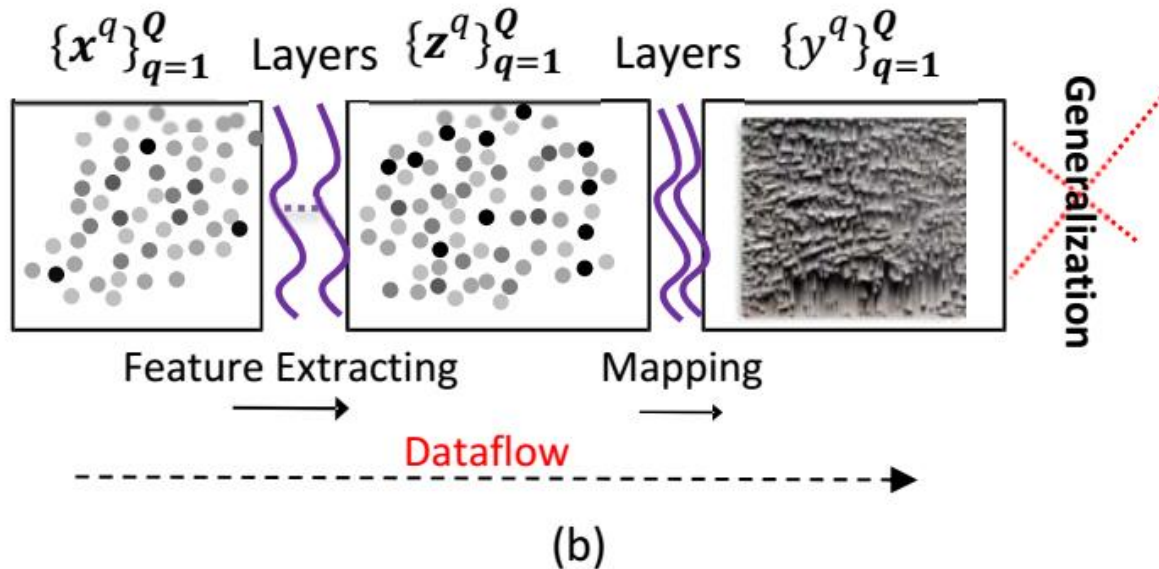 {x^q}_{q=1}^Q Layers {z^q}_{q=1}^Q Layers {y^q}_{q=1}^Q
Generalization
Feature Extracting Mapping
Dataflow
(b)